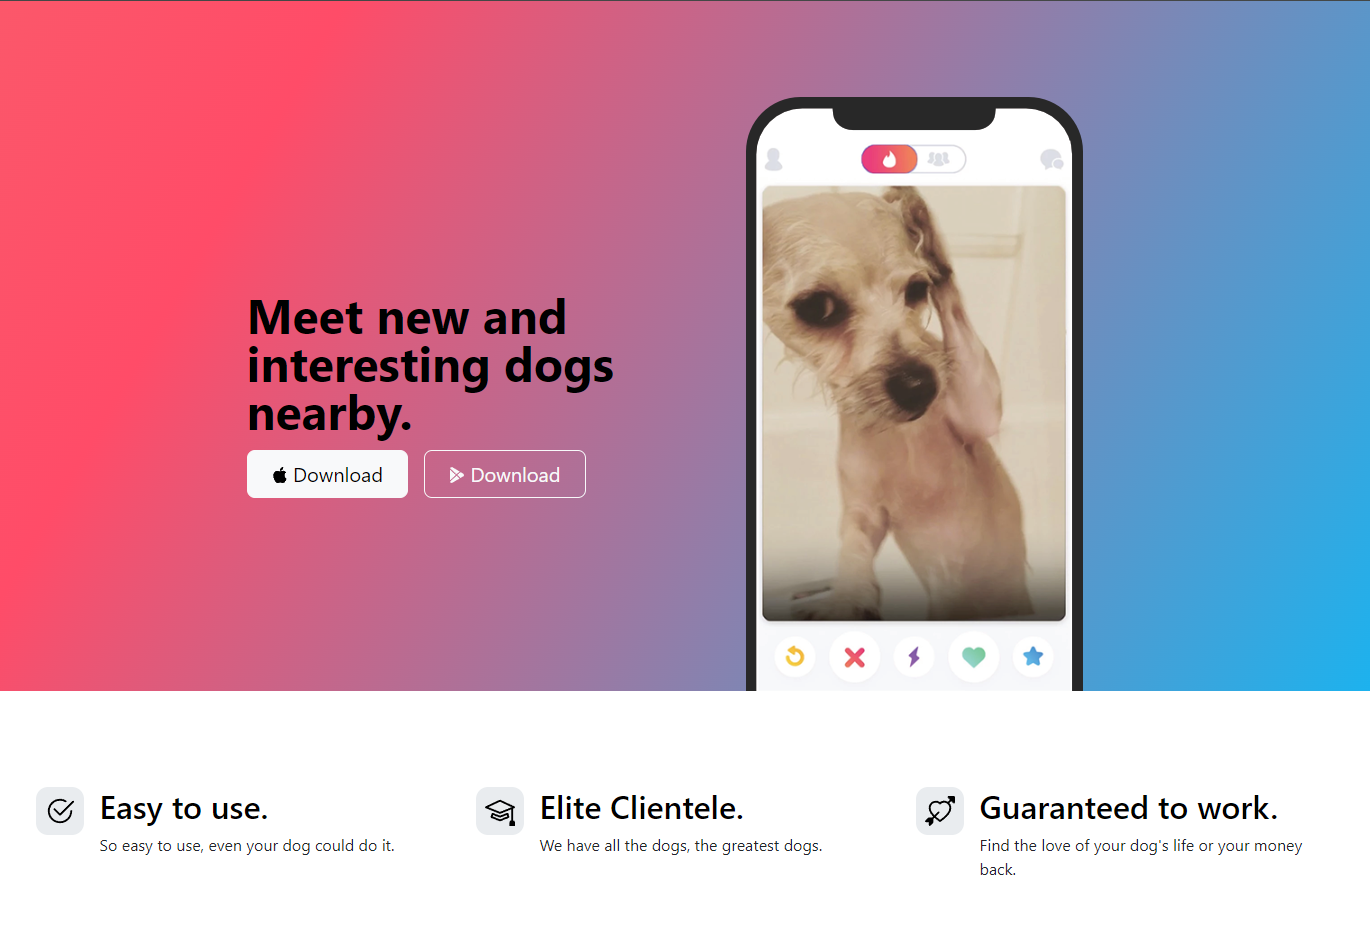 Meet new and
interesting dogs
nearby.
Download
Download
Easy to use.
So easy to use, even your dog could do it.
Elite Clientele.
We have all the dogs, the greatest dogs.
Guaranteed to work.
Find the love of your dog's life or your money
back.